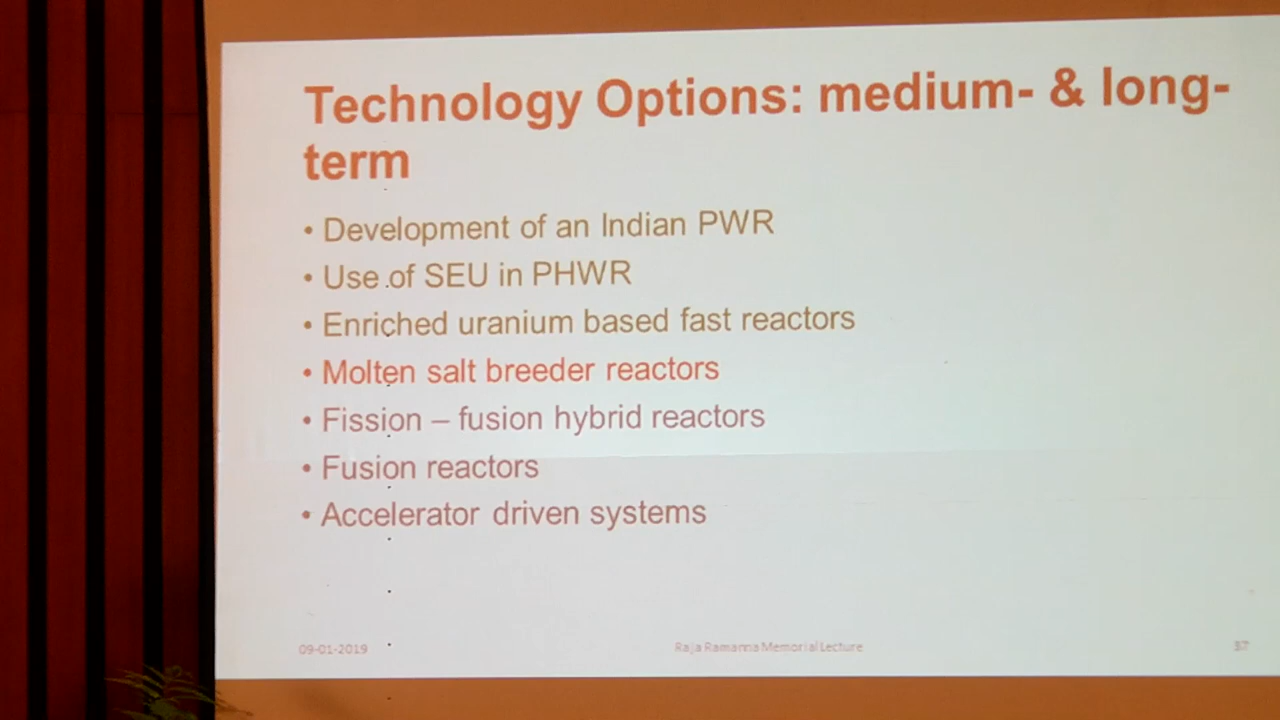 Technology Options: medium- & long-
term
• Development of an Indian PWR
• Use of SEU in PHWR
• Enriched uranium based fast reactors
• Molten salt breeder reactors
• Fission – fusion hybrid reactors
• Fusion reactors
• Accelerator driven systems
09-01-2019 Raja Ramanna Memorial Lecture 37